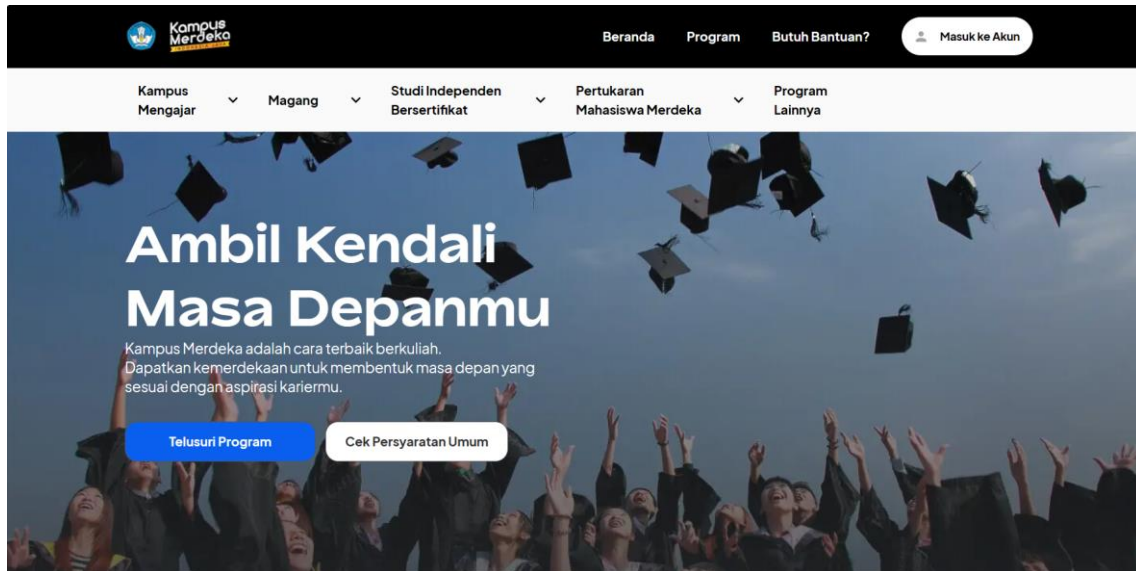 Kampus
Merdeka
INDONESIA JAYA
Beranda
Program
Butuh Bantuan?
Masuk ke Akun
Kampus
Mengajar
Magang
Studi Independen
Bersertifikat
Pertukaran
Mahasiswa Merdeka
Program
Lainnya
Ambil Kendali
Masa Depanmu
Kampus Merdeka adalah cara terbaik berkuliah.
Dapatkan kemerdekaan untuk membentuk masa depan yang
sesuai dengan aspirasi kariermu.
Telusuri Program
Cek Persyaratan Umum